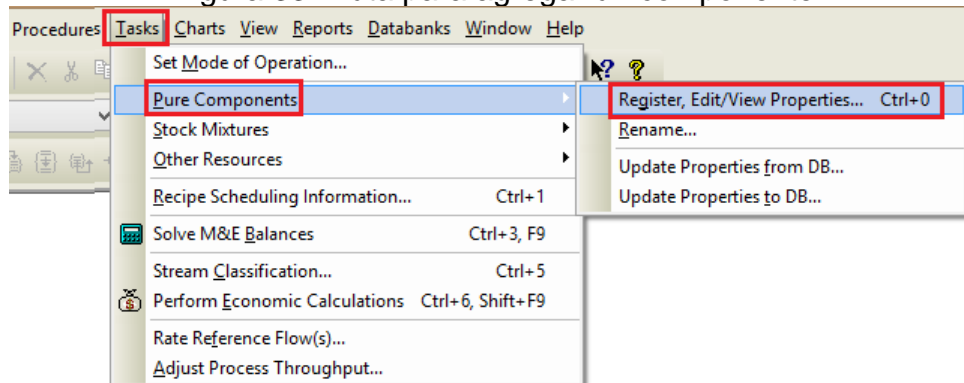 Procedures Tasks Charts View Reports Databanks Window Help
Set Mode of Operation...
Pure Components
Register, Edit/View Properties... Ctrl+0
Stock Mixtures
Rename...
Other Resources
Update Properties from DB...
Recipe Scheduling Information... Ctrl+1
Update Properties to DB...
Solve M&E Balances Ctrl+3, F9
Stream Classification... Ctrl+5
Perform Economic Calculations Ctrl+6, Shift+F9
Rate Reference Flow(s)...
Adjust Process Throughput...